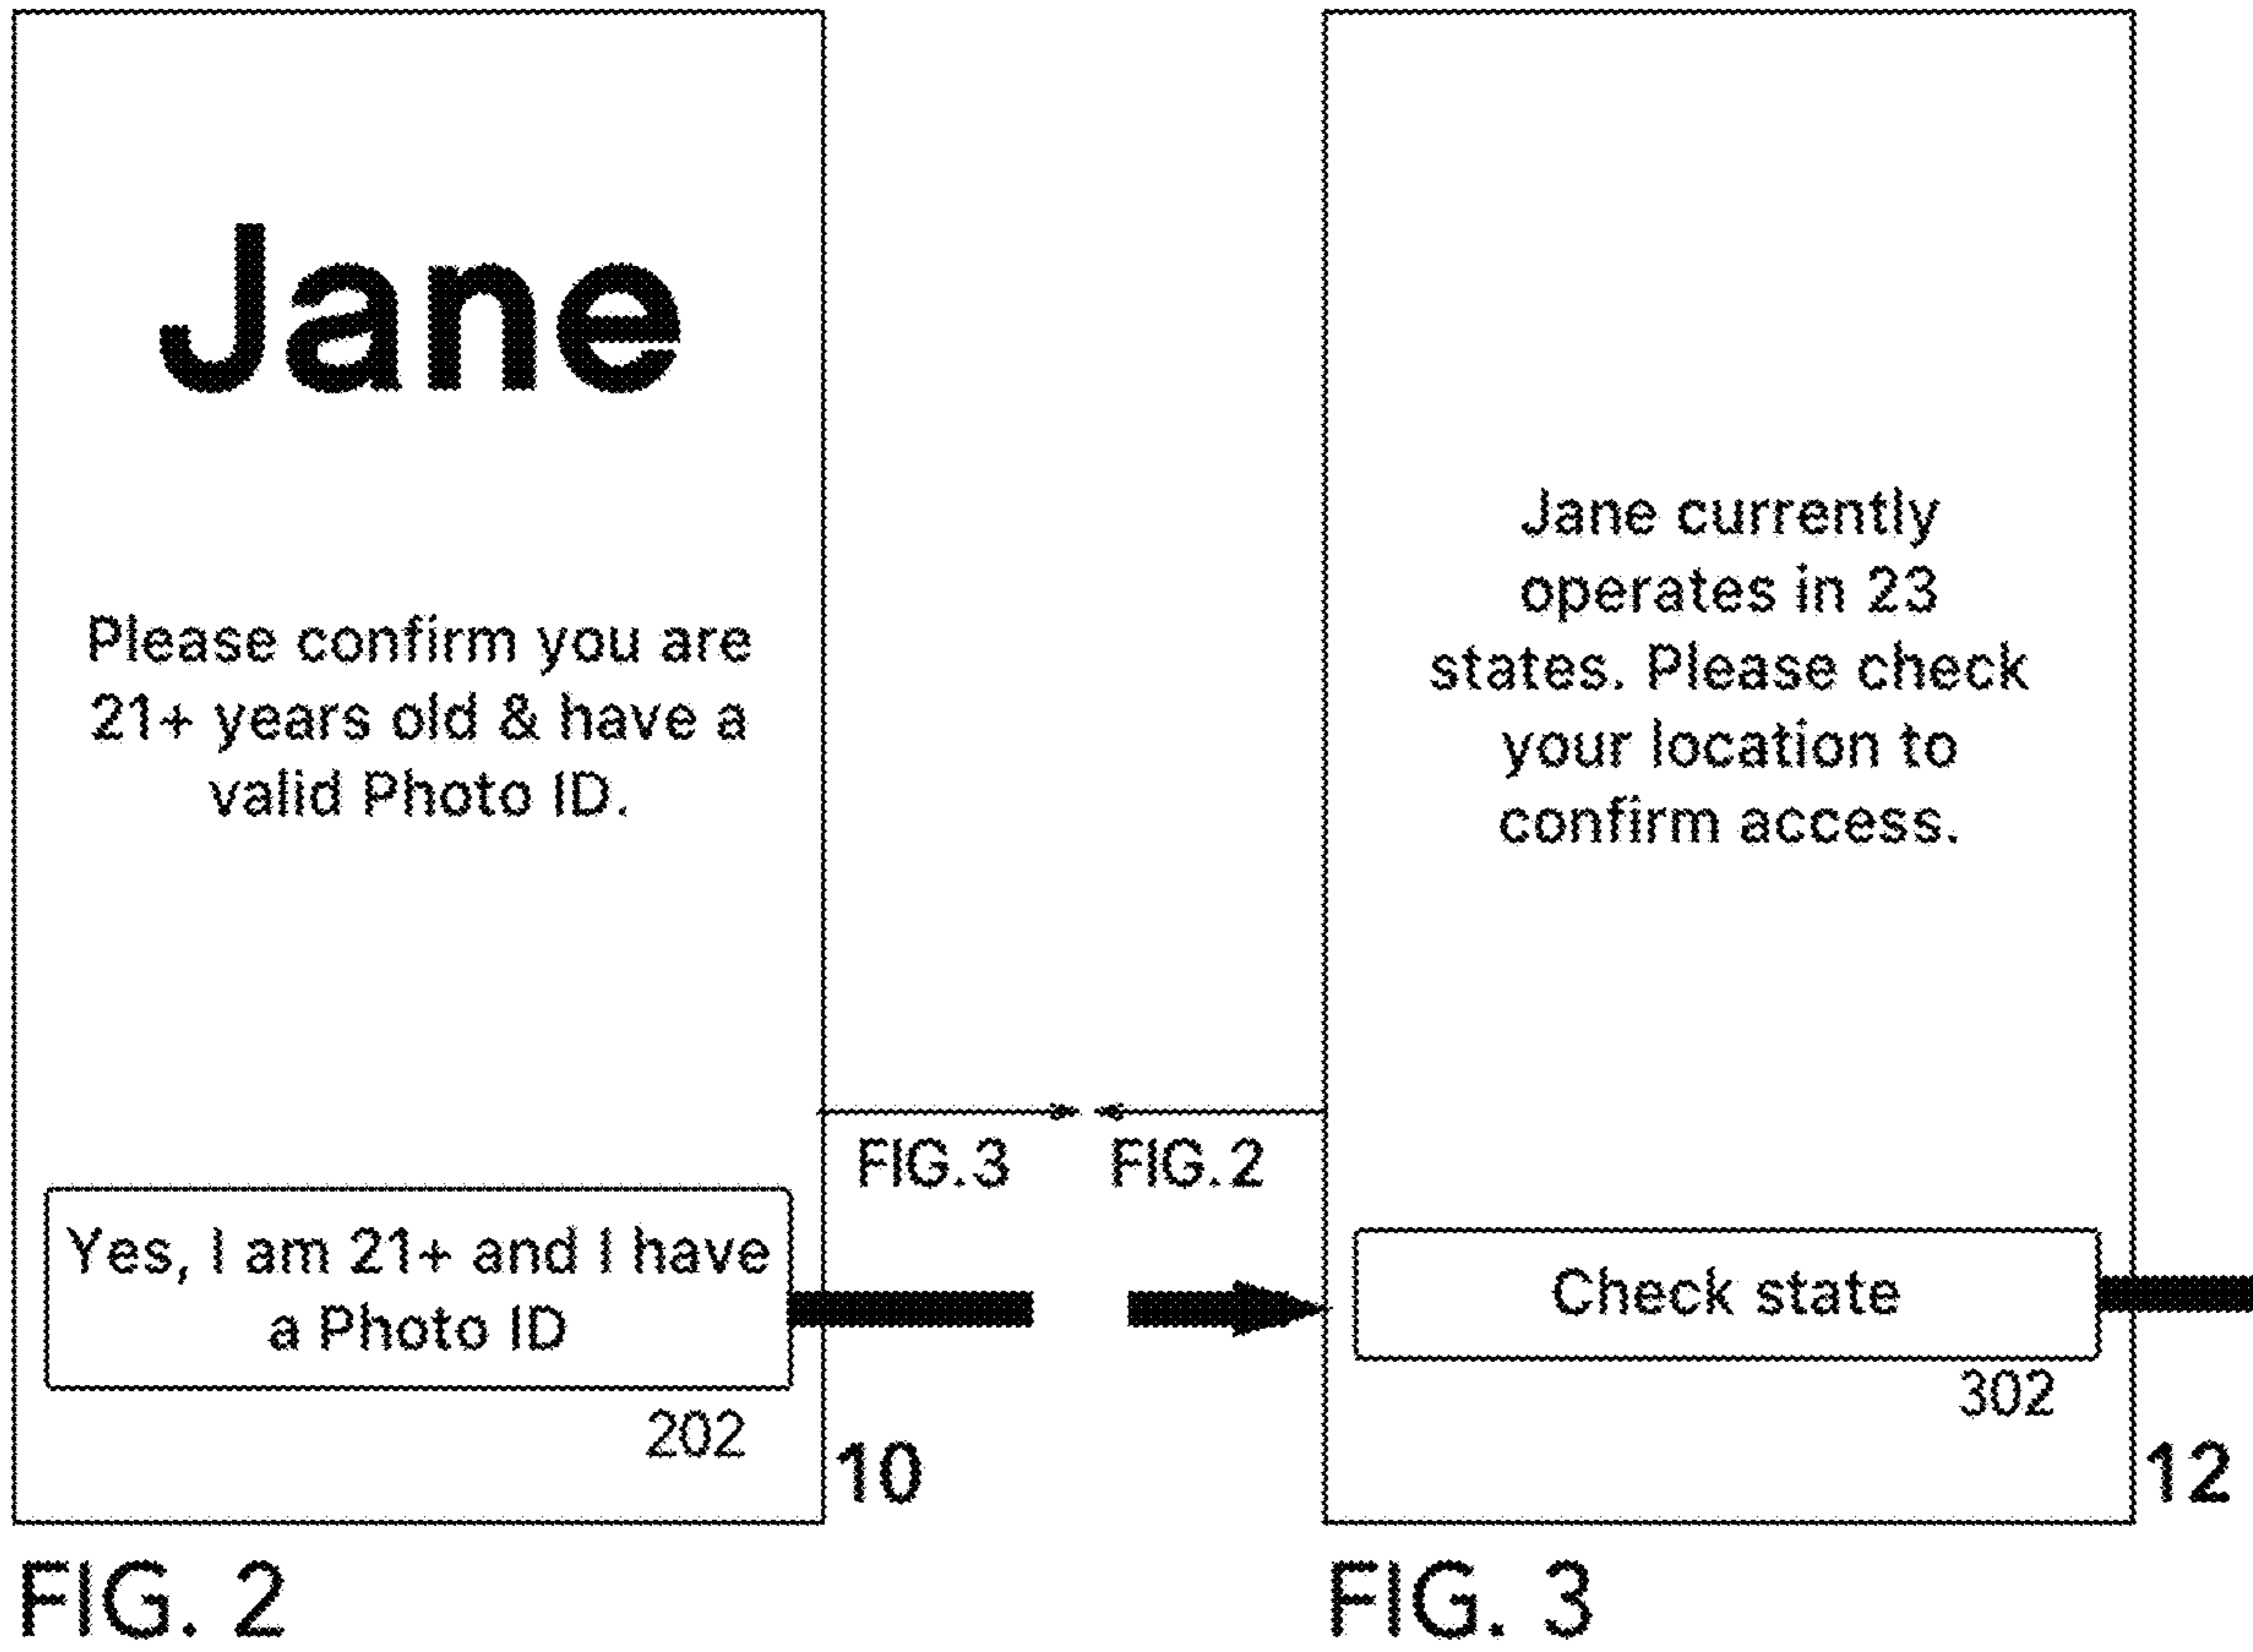 Jane
Please confirm you are
21+ years old & have a
valid Photo ID.
Yes, I am 21+ and I have
a Photo ID
202
10
FIG. 2
FIG.3
FIG.2
Jane currently
operates in 23
states. Please check
your location to
confirm access.
Check state
302
12
FIG. 3